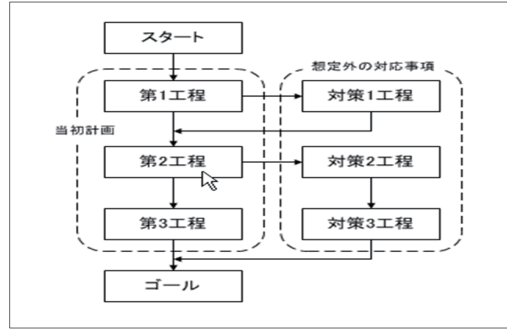 スタート
想定外の対応事項
第1工程
対策1工程
当初計画
第2工程
対策2工程
第3工程
対策3工程
ゴール